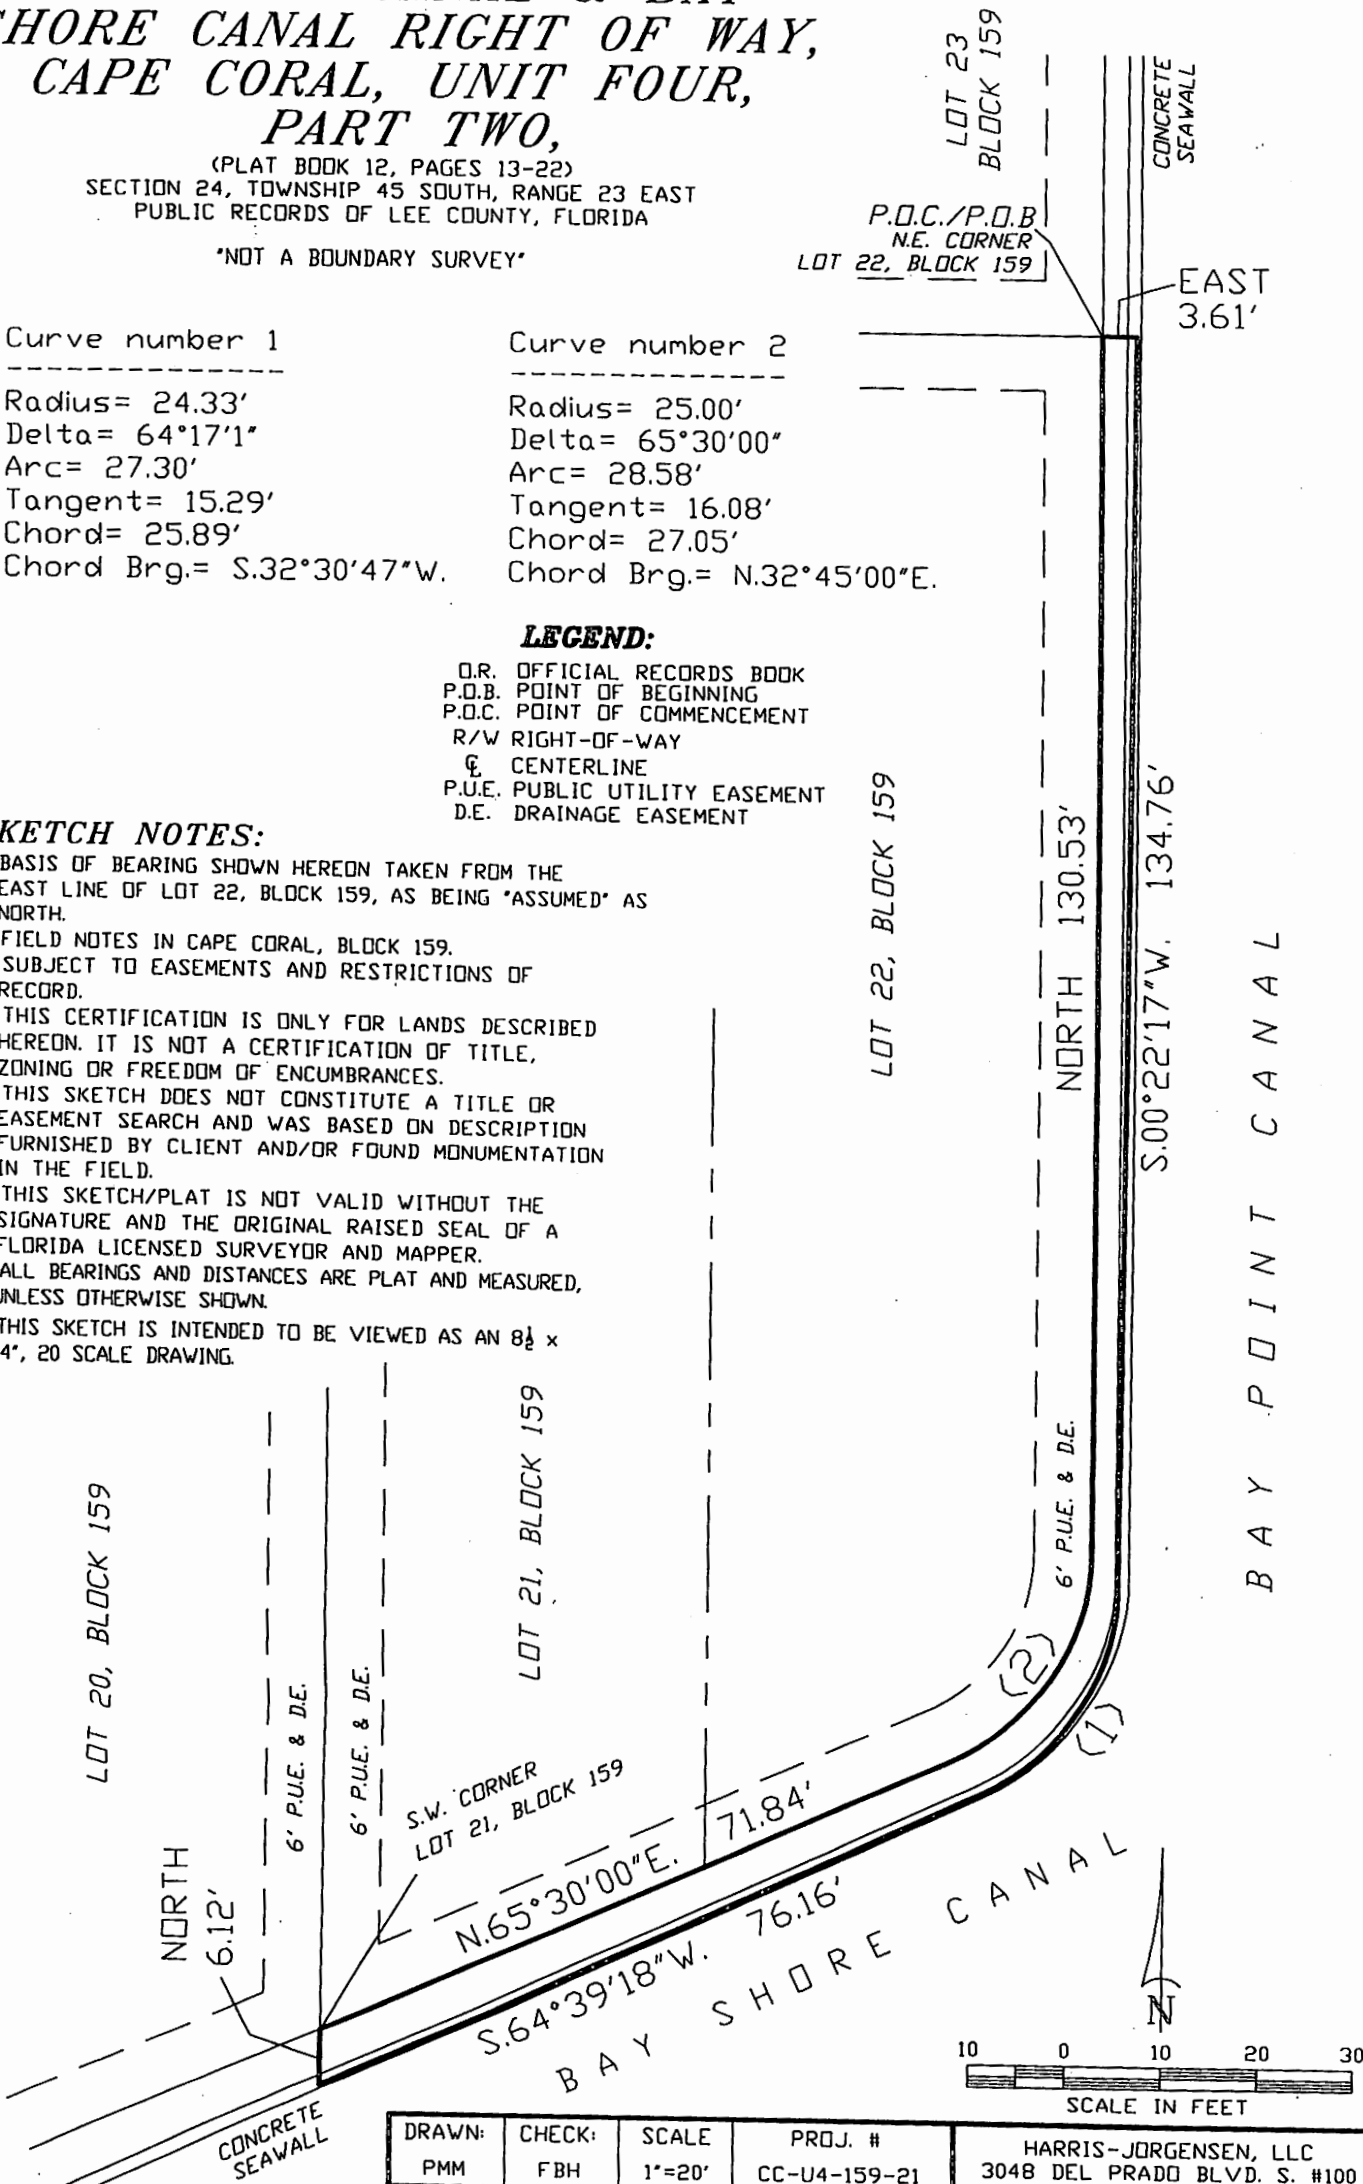 HORE CANAL RIGHT OF WAY,
CAPE CORAL, UNIT FOUR,
PART TWO,
(PLAT BOOK 12, PAGES 13-22)
SECTION 24, TOWNSHIP 45 SOUTH, RANGE 23 EAST
PUBLIC RECORDS OF LEE COUNTY, FLORIDA
"NOT A BOUNDARY SURVEY"
LOT 23
BLOCK 159
CONCRETE
SEAWALL
P.O.C./P.O.B
N.E. CORNER
LOT 22, BLOCK 159
EAST
3.61'
Curve number 1
--------------
Radius= 24.33'
Delta= 64°17'1"
Arc= 27.30'
Tangent= 15.29'
Chord= 25.89'
Chord Brg.= S.32°30'47"W.
Curve number 2
--------------
Radius= 25.00'
Delta= 65°30'00"
Arc= 28.58'
Tangent= 16.08'
Chord= 27.05'
Chord Brg.= N.32°45'00"E.
LEGEND:
O.R. OFFICIAL RECORDS BOOK
P.O.B. POINT OF BEGINNING
P.O.C. POINT OF COMMENCEMENT
R/W RIGHT-OF-WAY
℄ CENTERLINE
P.U.E. PUBLIC UTILITY EASEMENT
D.E. DRAINAGE EASEMENT
KETCH NOTES:
BASIS OF BEARING SHOWN HEREON TAKEN FROM THE
EAST LINE OF LOT 22, BLOCK 159, AS BEING "ASSUMED" AS
NORTH.
FIELD NOTES IN CAPE CORAL, BLOCK 159.
SUBJECT TO EASEMENTS AND RESTRICTIONS OF
RECORD.
THIS CERTIFICATION IS ONLY FOR LANDS DESCRIBED
HEREON. IT IS NOT A CERTIFICATION OF TITLE,
ZONING OR FREEDOM OF ENCUMBRANCES.
THIS SKETCH DOES NOT CONSTITUTE A TITLE OR
EASEMENT SEARCH AND WAS BASED ON DESCRIPTION
FURNISHED BY CLIENT AND/OR FOUND MONUMENTATION
IN THE FIELD.
THIS SKETCH/PLAT IS NOT VALID WITHOUT THE
SIGNATURE AND THE ORIGINAL RAISED SEAL OF A
FLORIDA LICENSED SURVEYOR AND MAPPER.
ALL BEARINGS AND DISTANCES ARE PLAT AND MEASURED,
UNLESS OTHERWISE SHOWN.
THIS SKETCH IS INTENDED TO BE VIEWED AS AN 8½ x
4", 20 SCALE DRAWING.
LOT 22, BLOCK 159
NORTH 130.53'
S.00°22'17"W. 134.76'
BAY POINT CANAL
6' P.U.E. & D.E.
LOT 20, BLOCK 159
6' P.U.E. & D.E.
6' P.U.E. & D.E.
LOT 21, BLOCK 159
(2)
(1)
S.W. CORNER
LOT 21, BLOCK 159
NORTH
6.12'
N.65°30'00"E. 71.84'
S.64°39'18"W. 76.16'
BAY SHORE CANAL
N
10 0 10 20 30
SCALE IN FEET
CONCRETE
SEAWALL
DRAWN: CHECK: SCALE PROJ. #
PMM FBH 1"=20' CC-U4-159-21
HARRIS-JORGENSEN, LLC
3048 DEL PRADO BLVD. S. #100